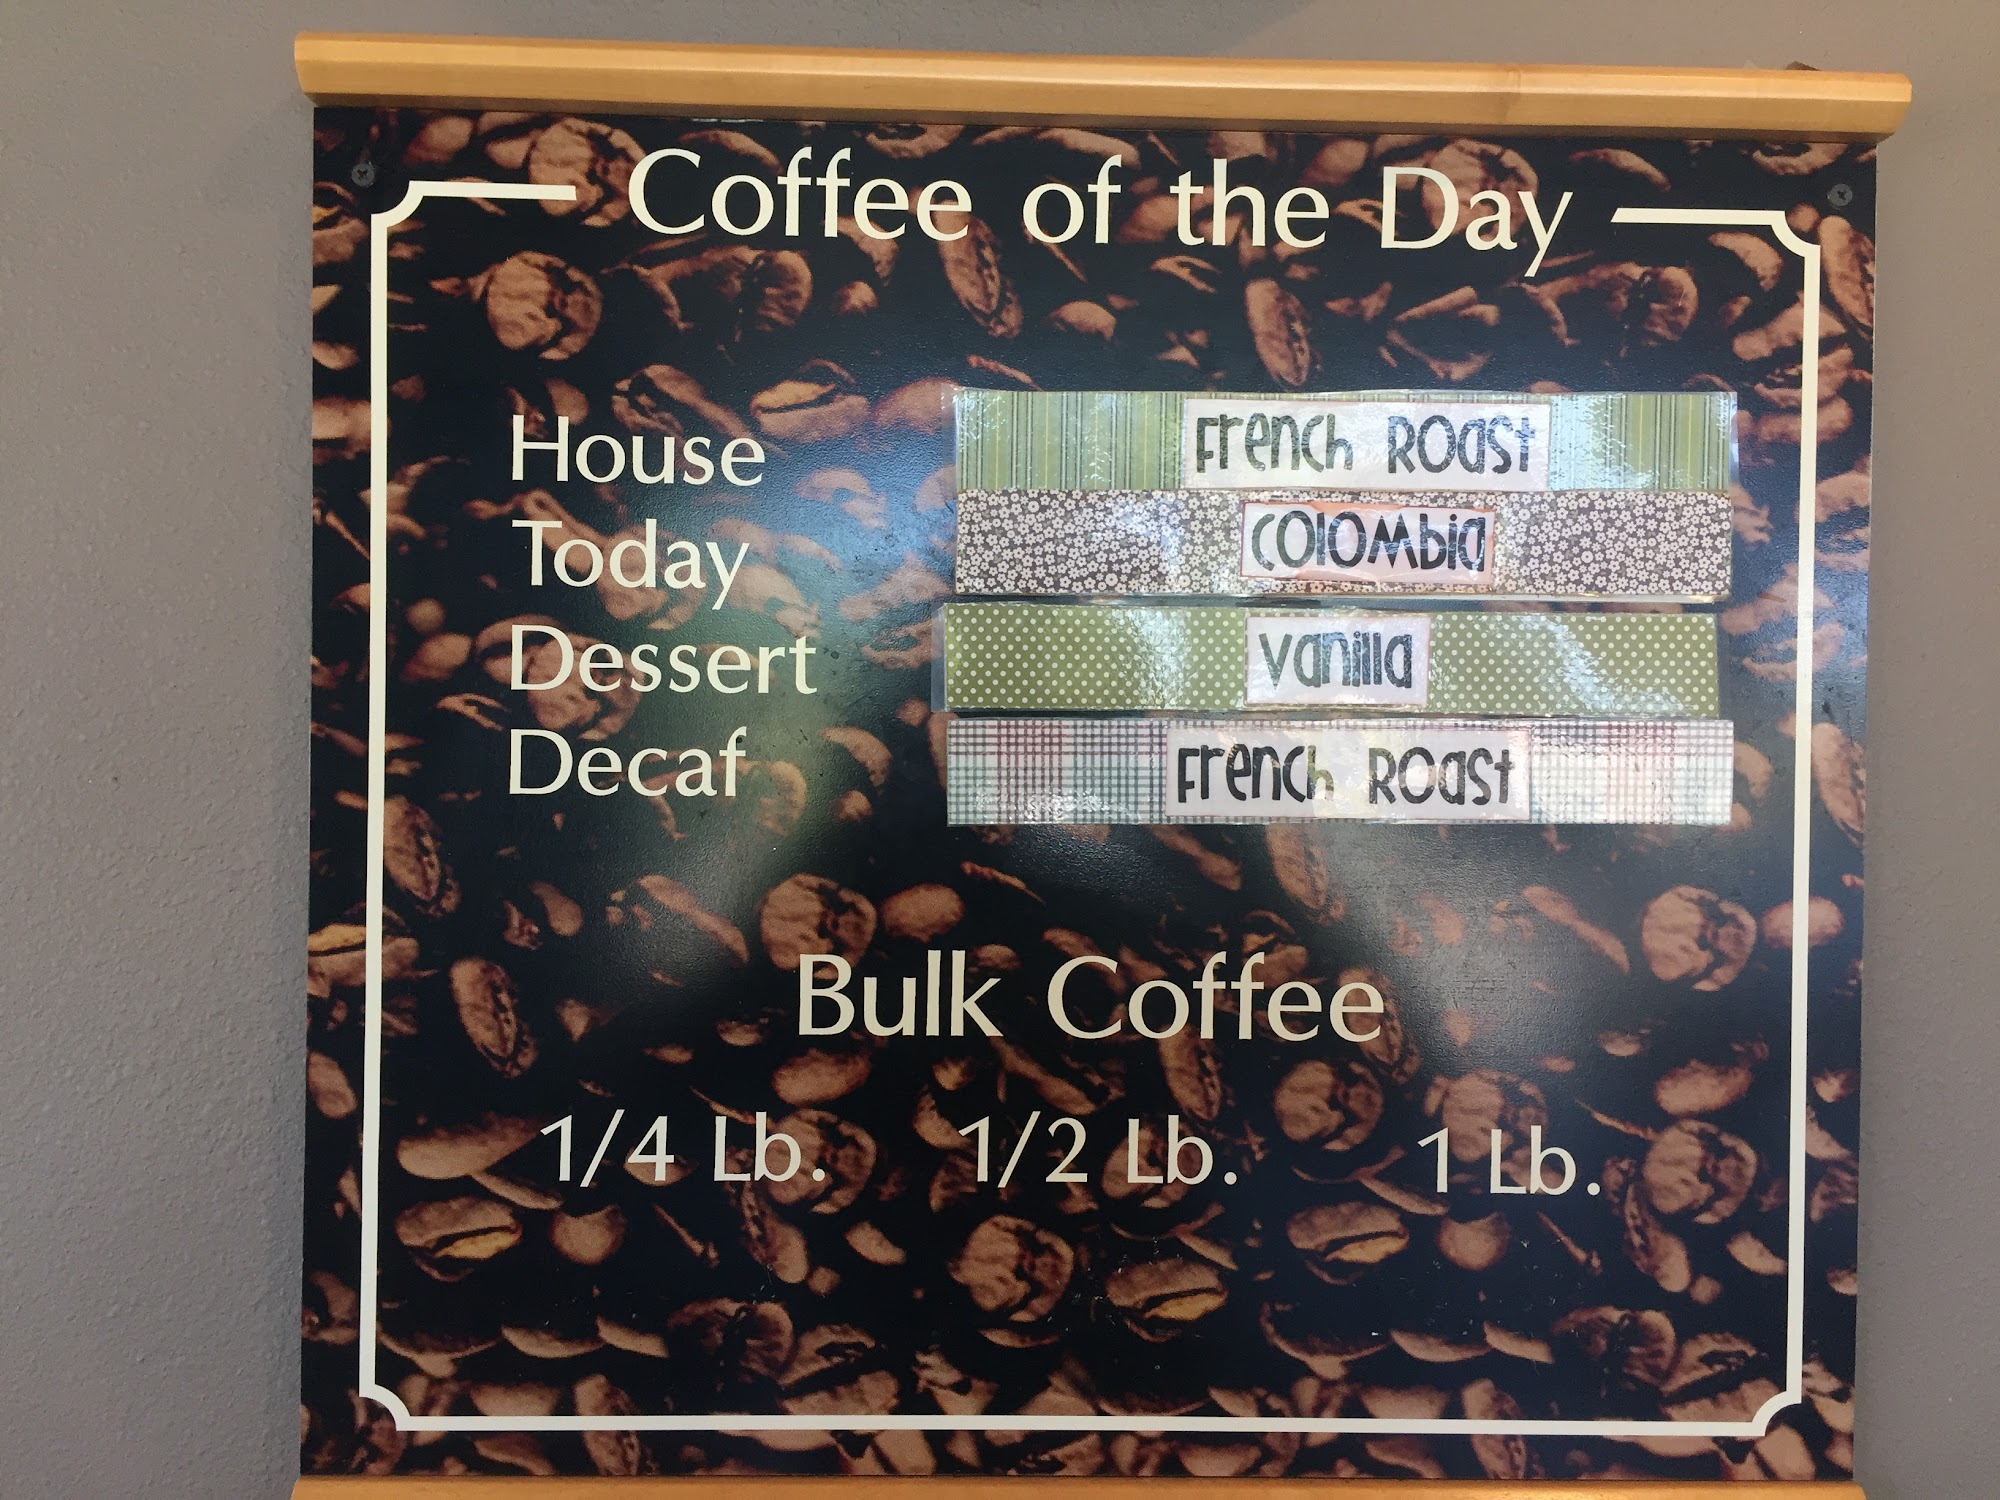 Coffee of the Day
House French Roast
Today Colombia
Dessert Vanilla
Decaf French Roast
Bulk Coffee
1/4 Lb. 1/2 Lb. 1 Lb.